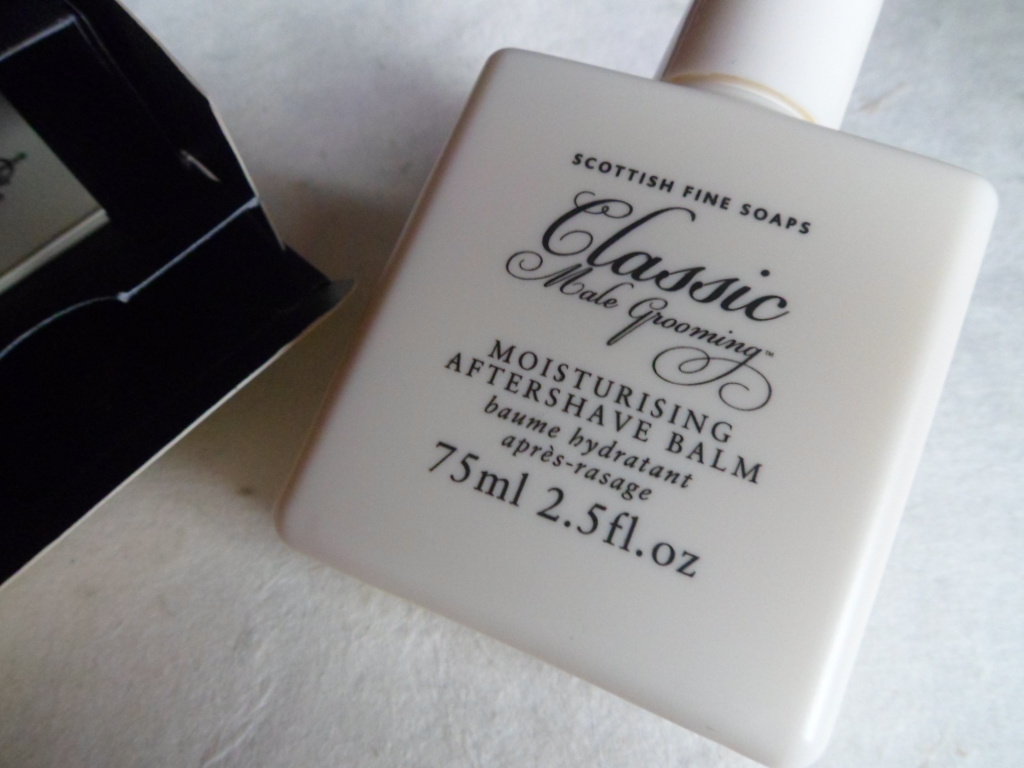 SCOTTISH FINE SOAPS
Classic
Male Grooming™
MOISTURISING
AFTERSHAVE BALM
baume hydratant
après-rasage
75ml 2.5fl.oz